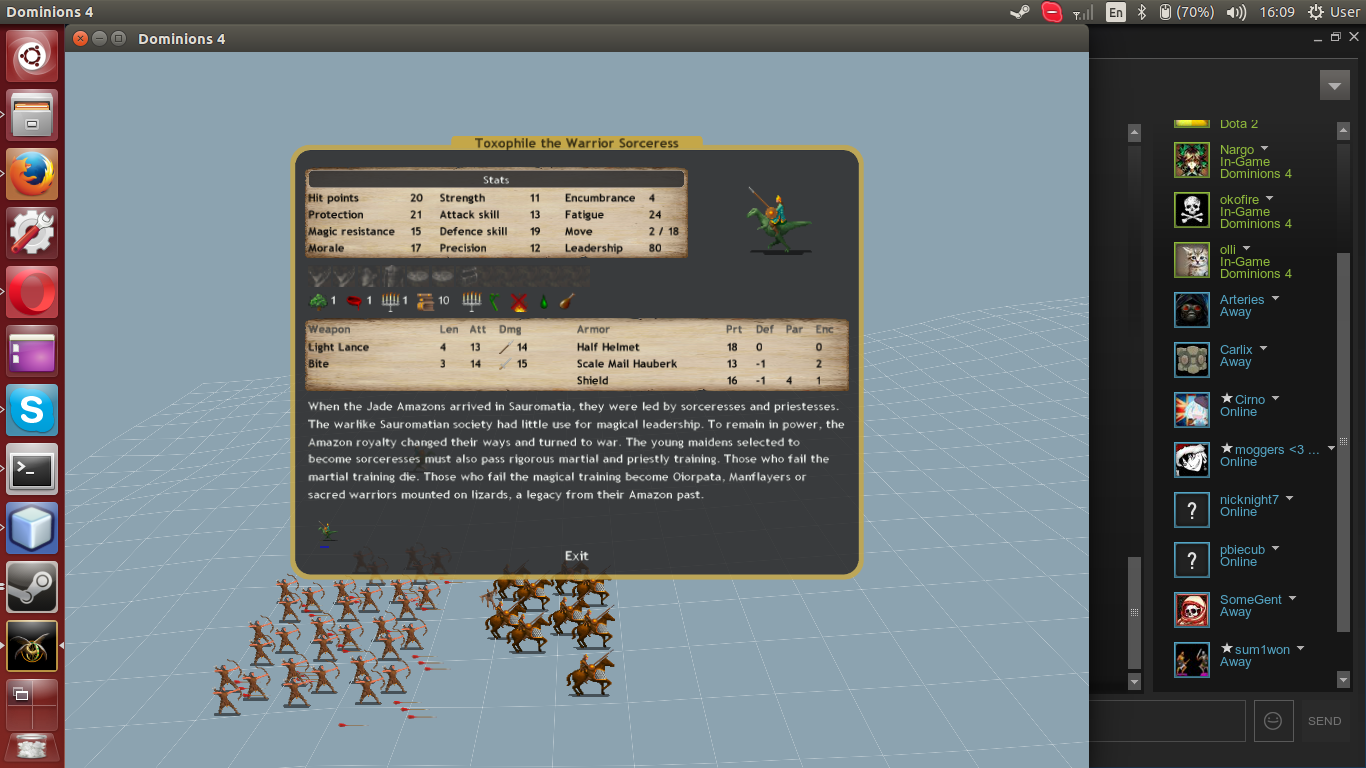 Dominions 4
En
(70%)
16:09
User
Dominions 4
Toxophile the Warrior Sorceress
Stats
Hit points 20 Strength 11 Encumbrance 4
Protection 21 Attack skill 13 Fatigue 24
Magic resistance 15 Defence skill 19 Move 2 / 18
Morale 17 Precision 12 Leadership 80
1 1 1 10
Weapon Len Att Dmg Armor Prt Def Par Enc
Light Lance 4 13 14 Half Helmet 18 0 0
Bite 3 14 15 Scale Mail Hauberk 13 -1 2
Shield 16 -1 4 1
When the Jade Amazons arrived in Sauromatia, they were led by sorceresses and priestesses.
The warlike Sauromatian society had little use for magical leadership. To remain in power, the
Amazon royalty changed their ways and turned to war. The young maidens selected to
become sorceresses must also pass rigorous martial and priestly training. Those who fail the
martial training die. Those who fail the magical training become Oiorpata, Manflayers or
sacred warriors mounted on lizards, a legacy from their Amazon past.
Exit
Dota 2
Nargo
In-Game
Dominions 4
okofire
In-Game
Dominions 4
olli
In-Game
Dominions 4
Arteries
Away
Carlix
Away
Cirno
Online
moggers <3 ...
Online
nicknight7
Online
pbiecub
Online
SomeGent
Away
sum1won
Away
SEND